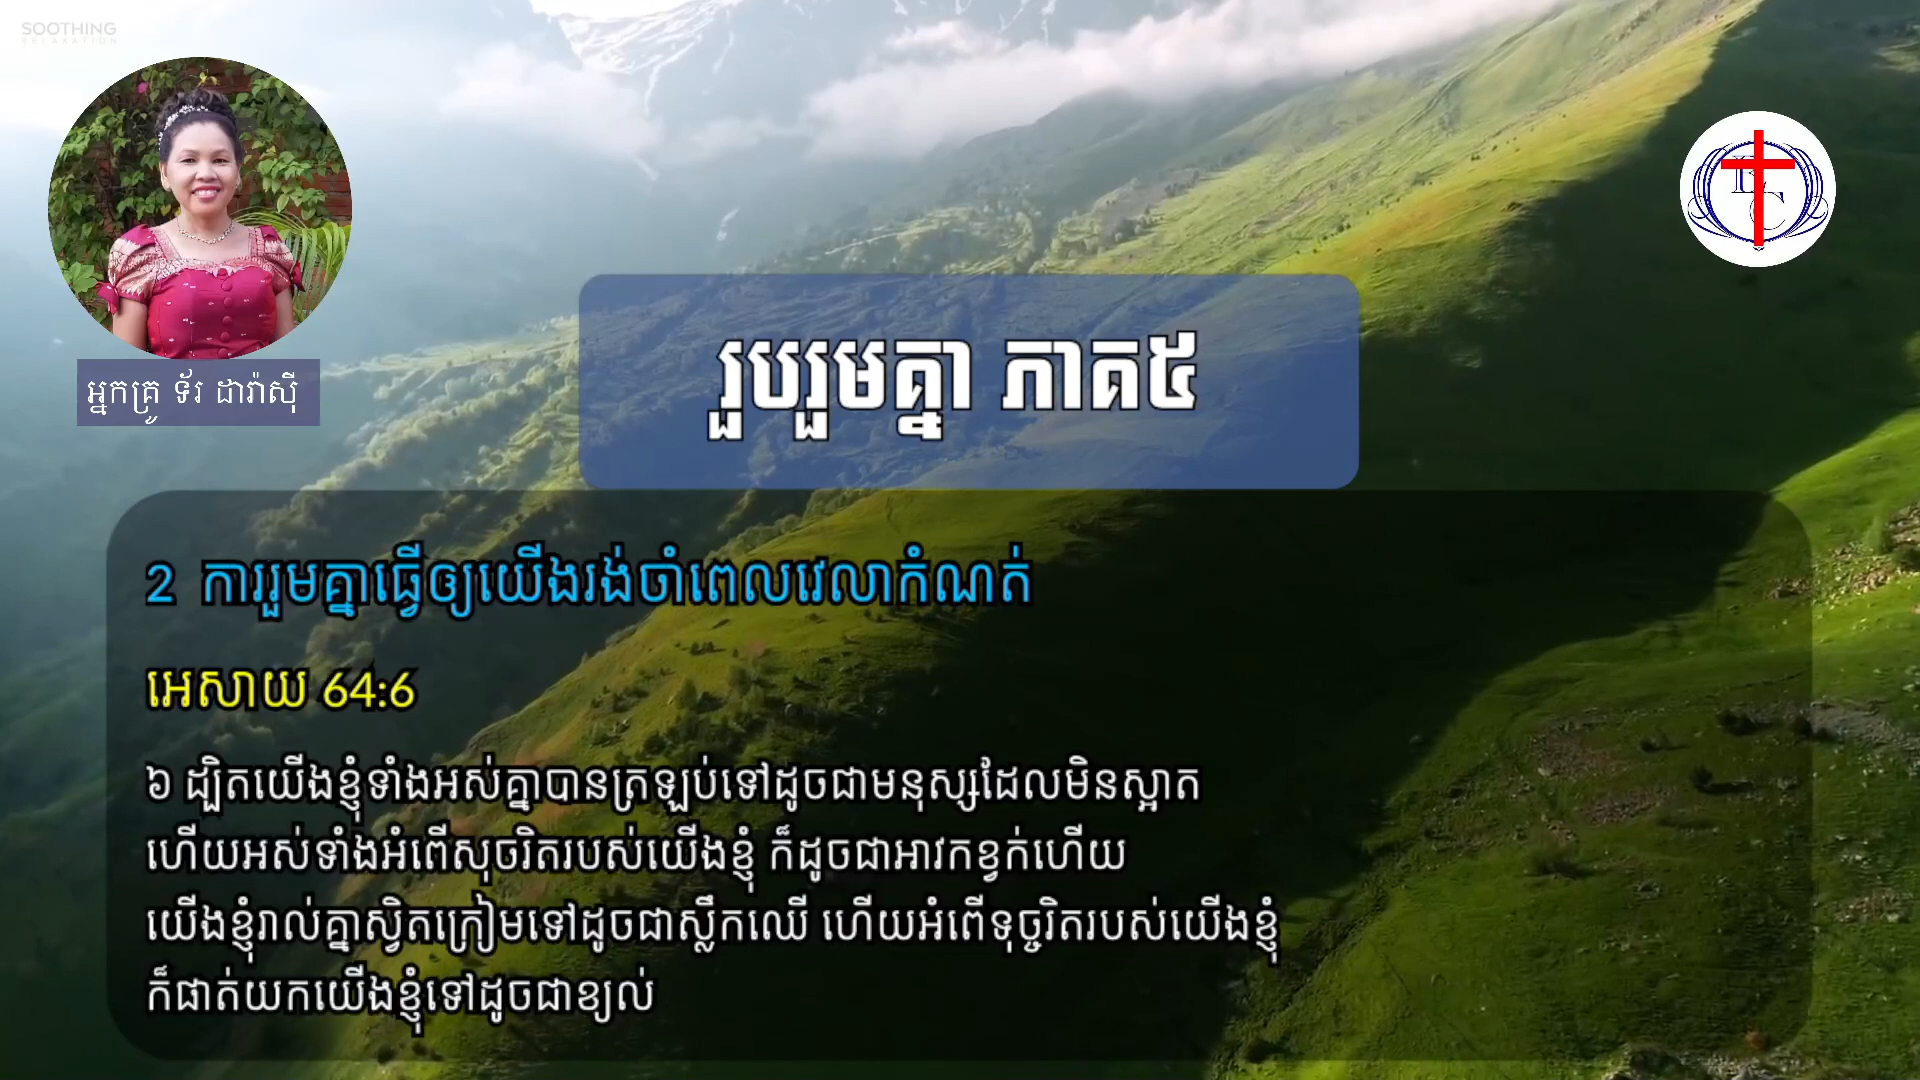 SOOTHING
RELAXATION
អ្នកគ្រូ ទ័រ ដារ៉ាស៊ី
រួបរួមគ្នា ភាគ៥
2 ការរួមគ្នាធ្វើឲ្យយើងរង់ចាំពេលវេលាកំណត់
អេសាយ 64:6
៦ ដ្បិតយើងខ្ញុំទាំងអស់គ្នាបានត្រឡប់ទៅដូចជាមនុស្សដែលមិនស្អាត
ហើយអស់ទាំងអំពើសុចរិតរបស់យើងខ្ញុំ ក៏ដូចជាអាវកខ្វក់ហើយ
យើងខ្ញុំរាល់គ្នាស្វិតក្រៀមទៅដូចជាស្លឹកឈើ ហើយអំពើទុច្ចរិតរបស់យើងខ្ញុំ
ក៏ផាត់យកយើងខ្ញុំទៅដូចជាខ្យល់